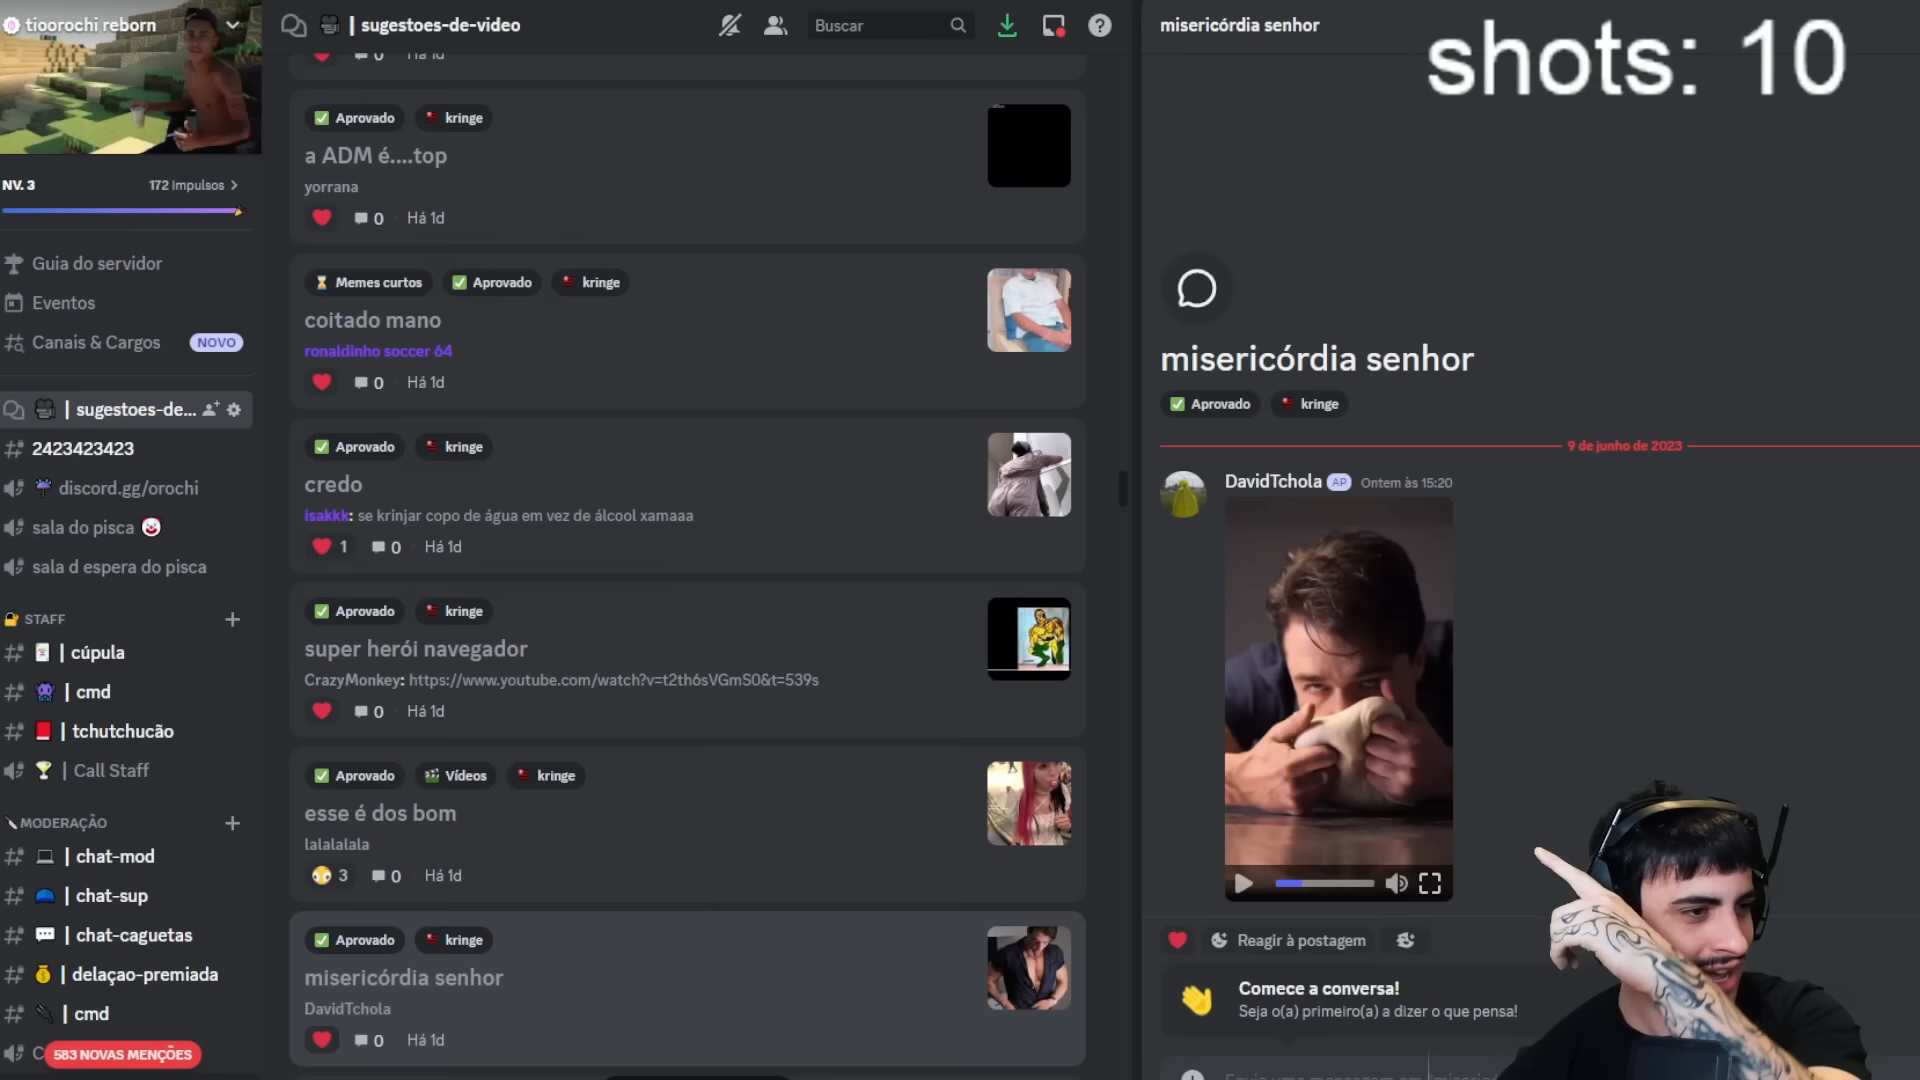 tioorochi reborn
NV. 3
172 Impulsos
Guia do servidor
Eventos
Canais & Cargos
NOVO
| sugestoes-de...
2423423423
discord.gg/orochi
sala do pisca
sala d espera do pisca
STAFF
| cúpula
| cmd
| tchutchucão
| Call Staff
MODERAÇÃO
| chat-mod
| chat-sup
| chat-caguetas
| delaçao-premiada
| cmd
583 NOVAS MENÇÕES
| sugestoes-de-video
Buscar
0 Há 1d
Aprovado kringe
a ADM é....top
yorrana
0 · Há 1d
Memes curtos Aprovado kringe
coitado mano
ronaldinho soccer 64
0 · Há 1d
Aprovado kringe
credo
isakkk: se krinjar copo de água em vez de álcool xamaaa
1 0 · Há 1d
Aprovado kringe
super herói navegador
CrazyMonkey: https://www.youtube.com/watch?v=t2th6sVGmS0&t=539s
0 · Há 1d
Aprovado Vídeos kringe
esse é dos bom
lalalalala
3 0 · Há 1d
Aprovado kringe
misericórdia senhor
DavidTchola
0 · Há 1d
misericórdia senhor
shots: 10
misericórdia senhor
Aprovado kringe
9 de junho de 2023
DavidTchola AP Ontem às 15:20
Reagir à postagem
Comece a conversa!
Seja o(a) primeiro(a) a dizer o que pensa!